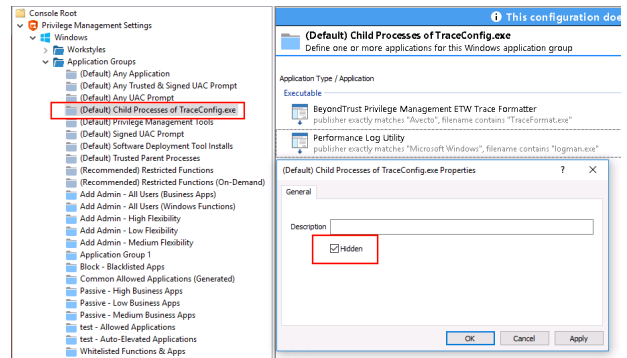 Console Root
Privilege Management Settings
Windows
Workstyles
Application Groups
(Default) Any Application
(Default) Any Trusted & Signed UAC Prompt
(Default) Any UAC Prompt
(Default) Child Processes of TraceConfig.exe
(Default) Privilege Management Tools
(Default) Signed UAC Prompt
(Default) Software Deployment Tool Installs
(Default) Trusted Parent Processes
(Recommended) Restricted Functions
(Recommended) Restricted Functions (On-Demand)
Add Admin - All Users (Business Apps)
Add Admin - All Users (Windows Functions)
Add Admin - High Flexibility
Add Admin - Low Flexibility
Add Admin - Medium Flexibility
Application Group 1
Block - Blacklisted Apps
Common Allowed Applications (Generated)
Passive - High Business Apps
Passive - Low Business Apps
Passive - Medium Business Apps
test - Allowed Applications
test - Auto-Elevated Applications
Whitelisted Functions & Apps
This configuration doe
(Default) Child Processes of TraceConfig.exe
Define one or more applications for this Windows application group
Application Type / Application
Executable
BeyondTrust Privilege Management ETW Trace Formatter
publisher exactly matches "Avecto", filename contains "TraceFormat.exe"
Performance Log Utility
publisher exactly matches "Microsoft Windows", filename contains "logman.exe"
(Default) Child Processes of TraceConfig.exe Properties
General
Description
Hidden
OK Cancel Apply